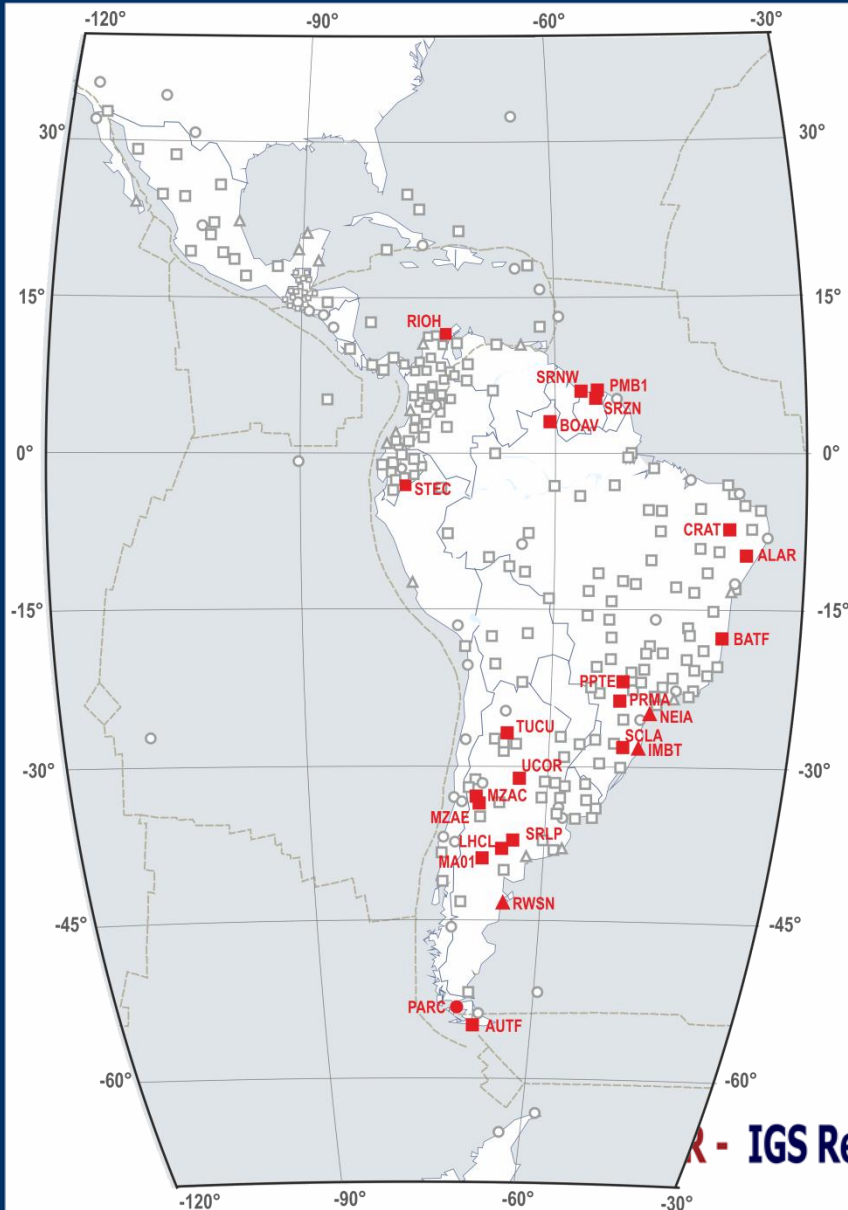 -120°
-90°
-60°
-30°
30°
30°
15°
15°
RIOH
SRNW
PMB1
SRZN
BOAV
0°
0°
STEC
CRAT
ALAR
-15°
-15°
BATF
PPTE
PRMA
NEIA
TUCU
SCLA
IMBT
-30°
-30°
UCOR
MZAC
MZAE
LHCL
SRLP
MA01
RWSN
-45°
-45°
PARC
AUTF
-60°
-60°
R - IGS Re
-120°
-90°
-60°
-30°